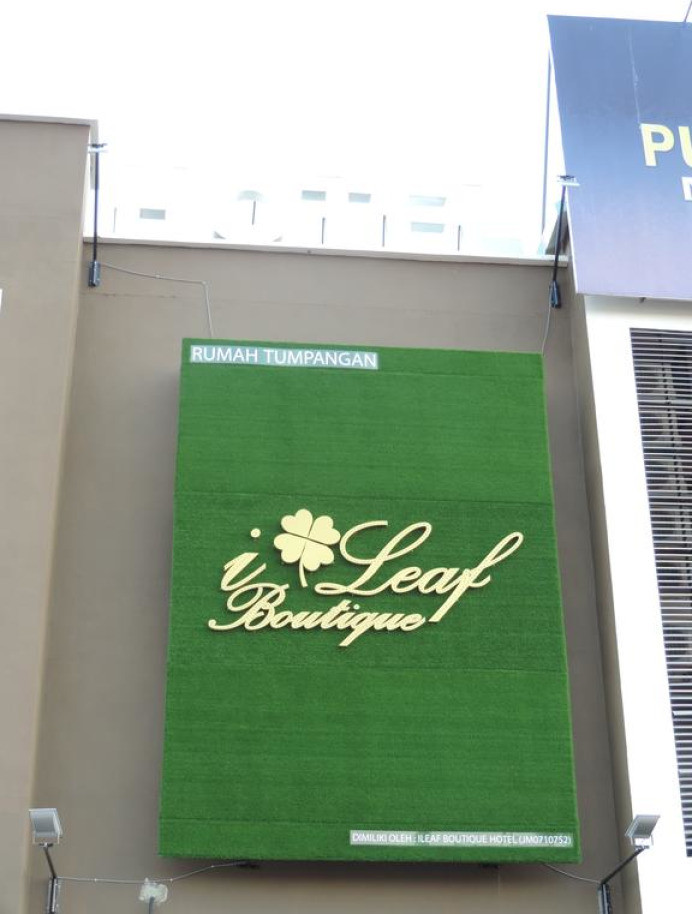 RUMAH TUMPANGAN
i Leaf
Boutique
DIMILIKI OLEH : ILEAF BOUTIQUE HOTEL (JM0710752)